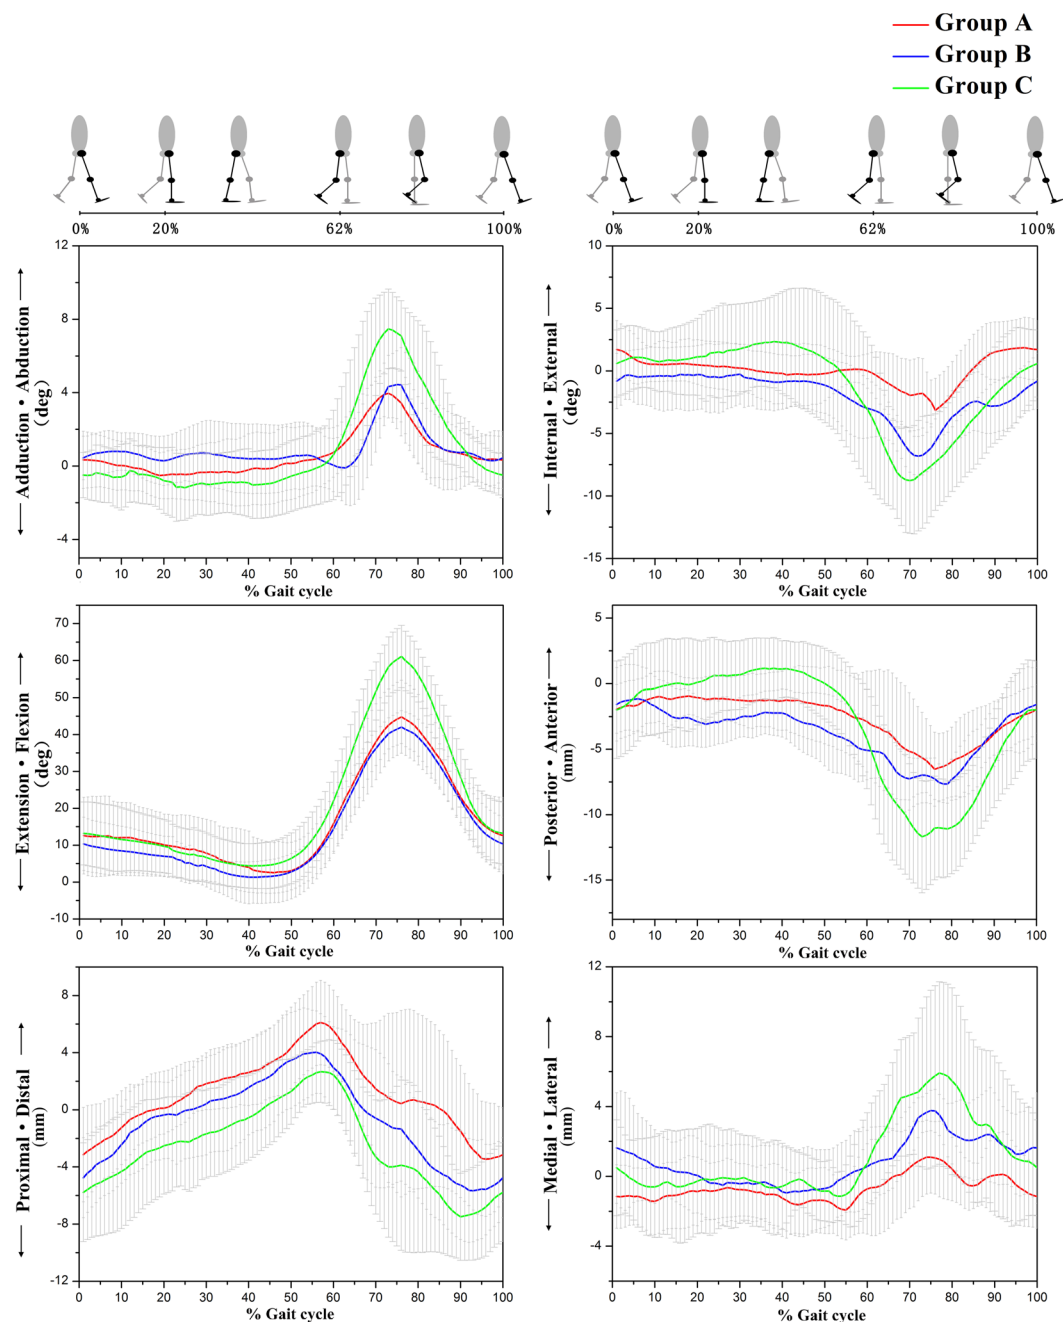 Group A
Group B
Group C
0% 20% 62% 100%
0% 20% 62% 100%
Adduction • Abduction
(deg)
12
8
4
0
-4
0 10 20 30 40 50 60 70 80 90 100
% Gait cycle
Internal • External
(deg)
10
5
0
-5
-10
-15
0 10 20 30 40 50 60 70 80 90 100
% Gait cycle
Extension • Flexion
(deg)
70
60
50
40
30
20
10
0
-10
0 10 20 30 40 50 60 70 80 90 100
% Gait cycle
Posterior • Anterior
(mm)
5
0
-5
-10
-15
0 10 20 30 40 50 60 70 80 90 100
% Gait cycle
Proximal • Distal
(mm)
8
4
0
-4
-8
-12
0 10 20 30 40 50 60 70 80 90 100
% Gait cycle
Medial • Lateral
(mm)
12
8
4
0
-4
0 10 20 30 40 50 60 70 80 90 100
% Gait cycle